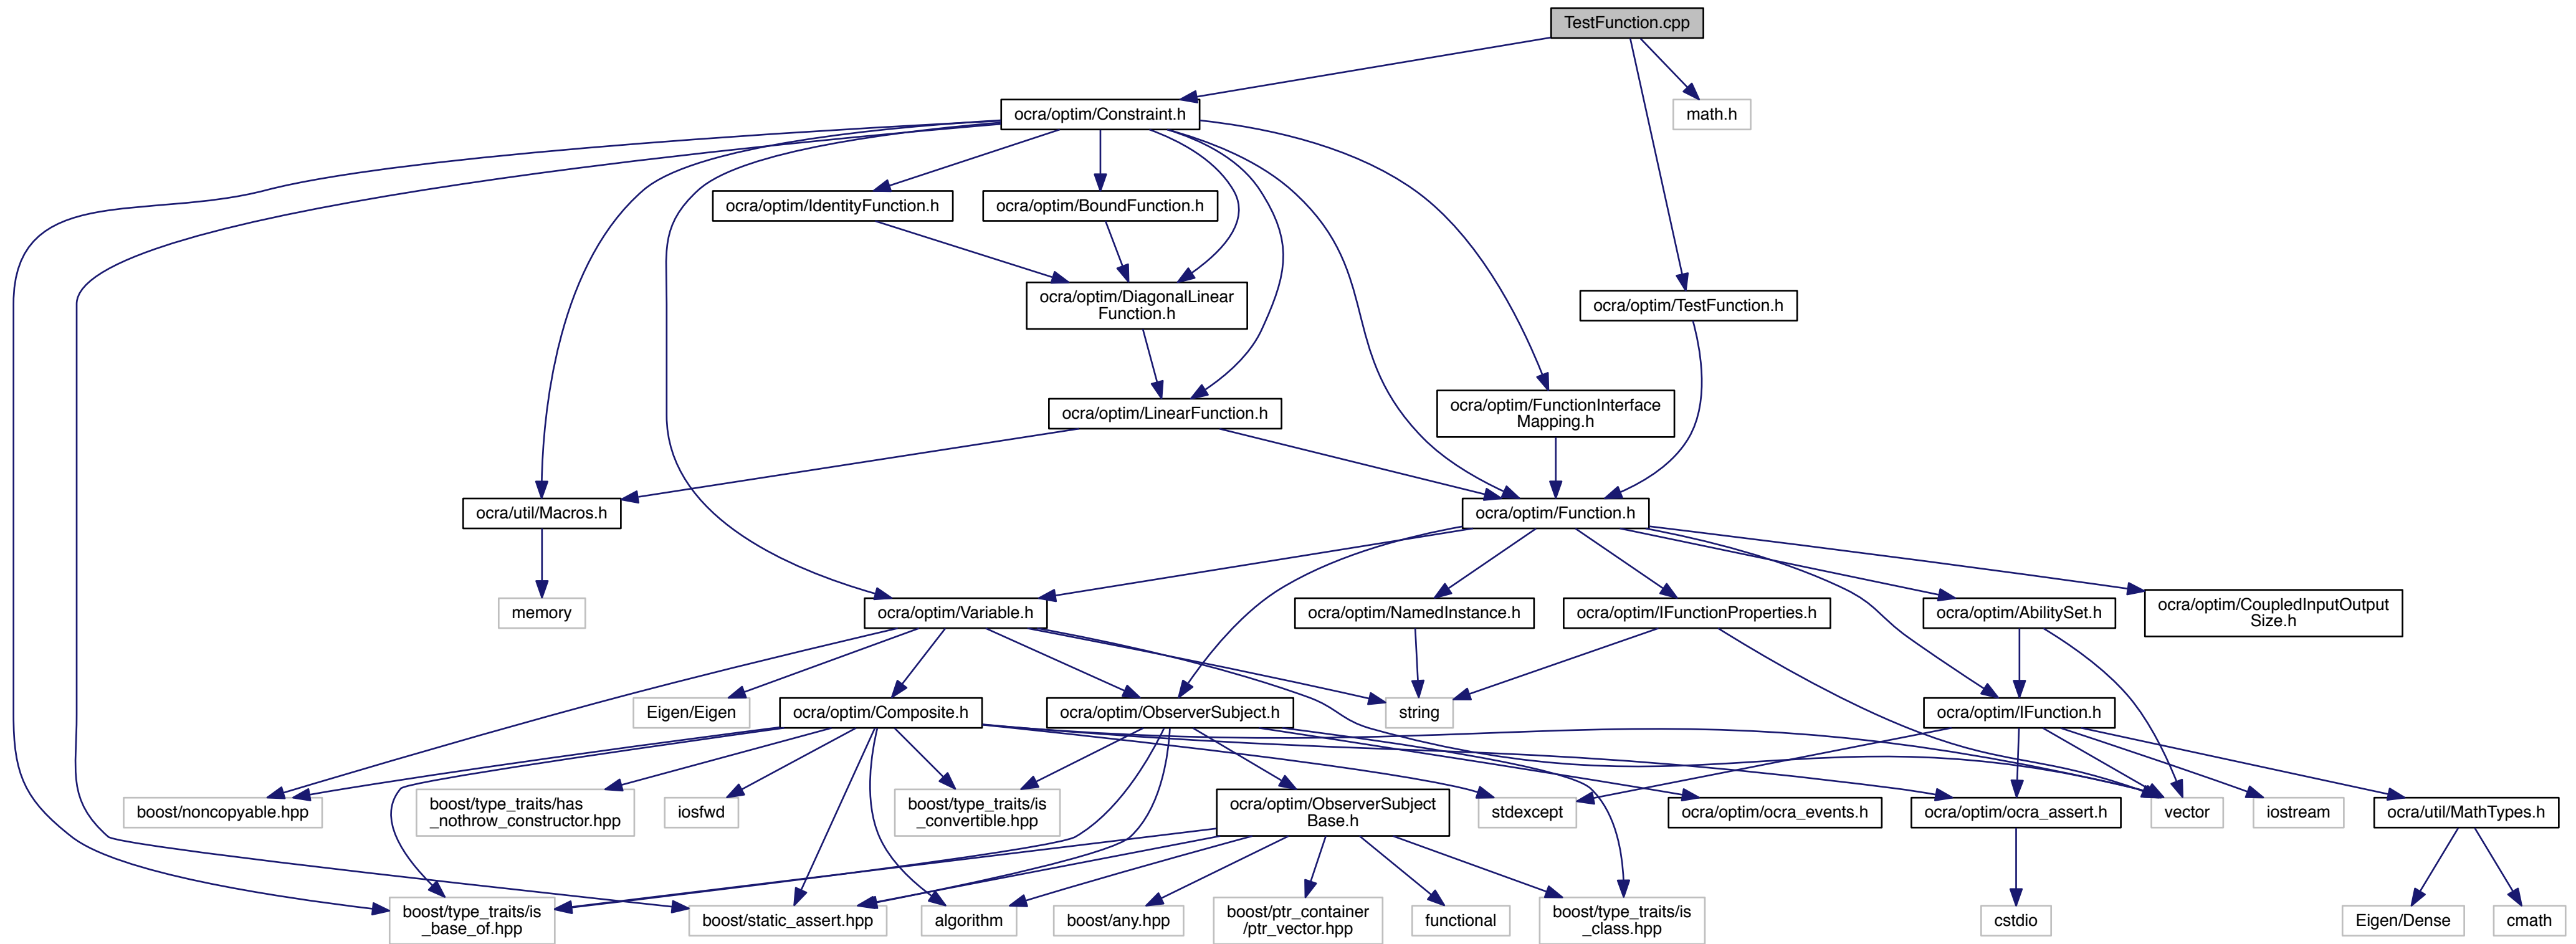 TestFunction.cpp
ocra/optim/Constraint.h
math.h
ocra/optim/IdentityFunction.h
ocra/optim/BoundFunction.h
ocra/optim/DiagonalLinear
Function.h
ocra/optim/TestFunction.h
ocra/optim/LinearFunction.h
ocra/optim/FunctionInterface
Mapping.h
ocra/util/Macros.h
ocra/optim/Function.h
memory
ocra/optim/Variable.h
ocra/optim/NamedInstance.h
ocra/optim/IFunctionProperties.h
ocra/optim/AbilitySet.h
ocra/optim/CoupledInputOutput
Size.h
Eigen/Eigen
ocra/optim/Composite.h
ocra/optim/ObserverSubject.h
string
ocra/optim/IFunction.h
boost/noncopyable.hpp
boost/type_traits/has
_nothrow_constructor.hpp
iosfwd
boost/type_traits/is
_convertible.hpp
ocra/optim/ObserverSubject
Base.h
stdexcept
ocra/optim/ocra_events.h
ocra/optim/ocra_assert.h
vector
iostream
ocra/util/MathTypes.h
boost/type_traits/is
_base_of.hpp
boost/static_assert.hpp
algorithm
boost/any.hpp
boost/ptr_container
/ptr_vector.hpp
functional
boost/type_traits/is
_class.hpp
cstdio
Eigen/Dense
cmath